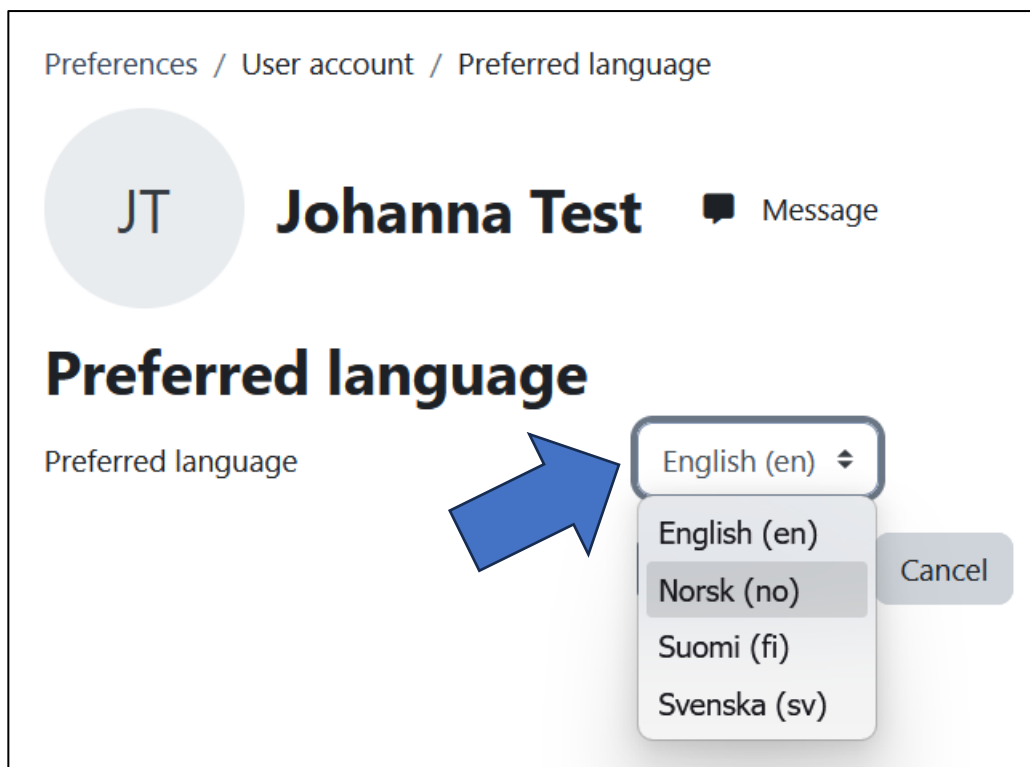 Preferences / User account / Preferred language
JT
Johanna Test
Message
Preferred language
Preferred language
English (en)
English (en)
Norsk (no)
Cancel
Suomi (fi)
Svenska (sv)